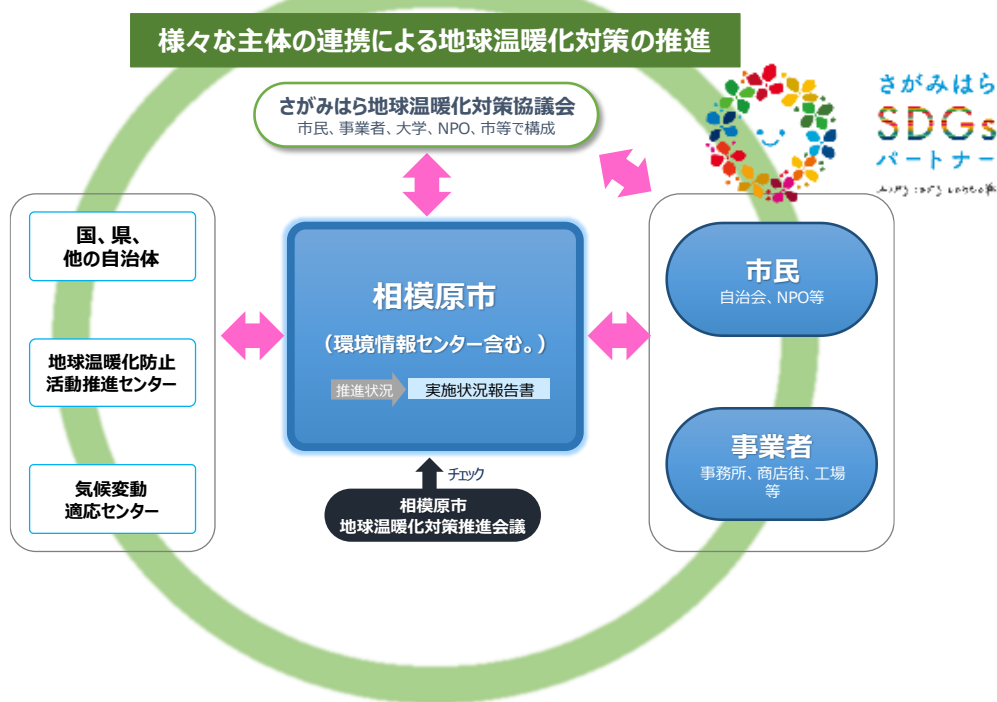 様々な主体の連携による地球温暖化対策の推進
さがみはら地球温暖化対策協議会
市民、事業者、大学、NPO、市等で構成
さがみはら
SDGs
パートナー
国、県、
他の自治体
地球温暖化防止
活動推進センター
気候変動
適応センター
相模原市
（環境情報センター含む。）
推進状況
実施状況報告書
チェック
相模原市
地球温暖化対策推進会議
市民
自治会、NPO等
事業者
事務所、商店街、工場
等